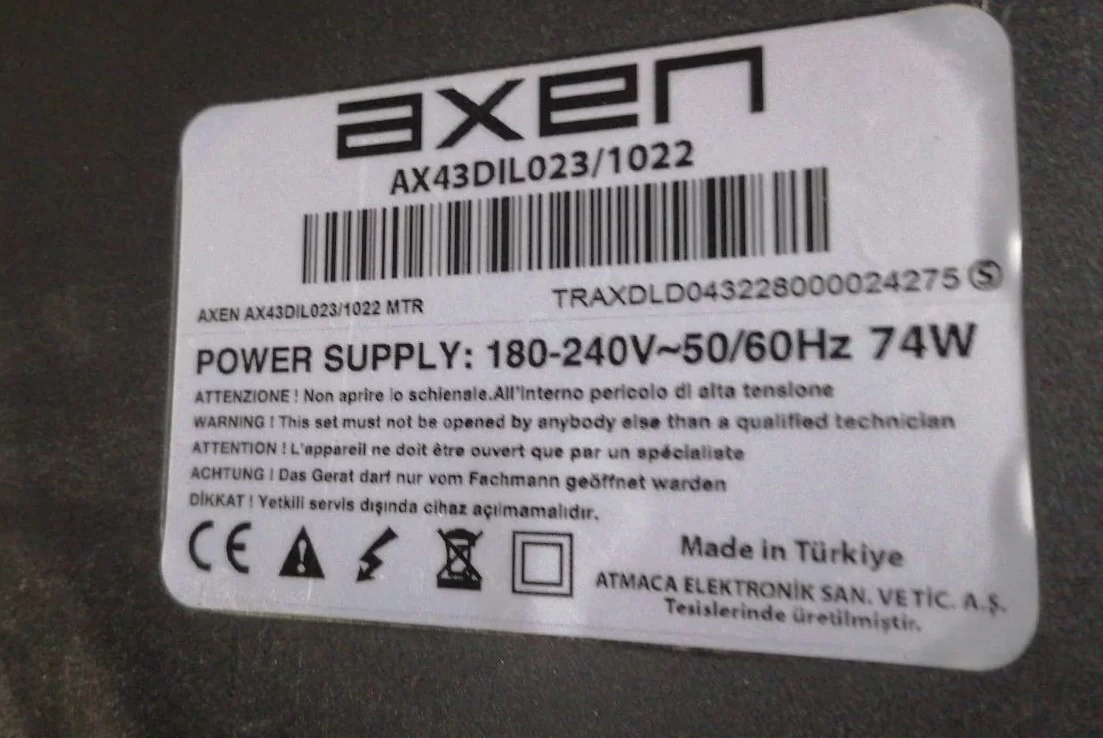 axen
AX43DIL023/1022
AXEN AX43DIL023/1022 MTR
TRAXDLD043228000024275 S
POWER SUPPLY: 180-240V~50/60Hz 74W
ATTENZIONE ! Non aprire lo schienale.All'interno pericolo di alta tensione
WARNING ! This set must not be opened by anybody else than a qualified technician
ATTENTION ! L'appareil ne doit être ouvert que par un spécialiste
ACHTUNG ! Das Gerat darf nur vom Fachmann geöffnet warden
DİKKAT ! Yetkili servis dışında cihaz açılmamalıdır.
CE
Made in Türkiye
ATMACA ELEKTRONİK SAN. VE TİC. A.Ş.
Tesislerinde üretilmiştir.